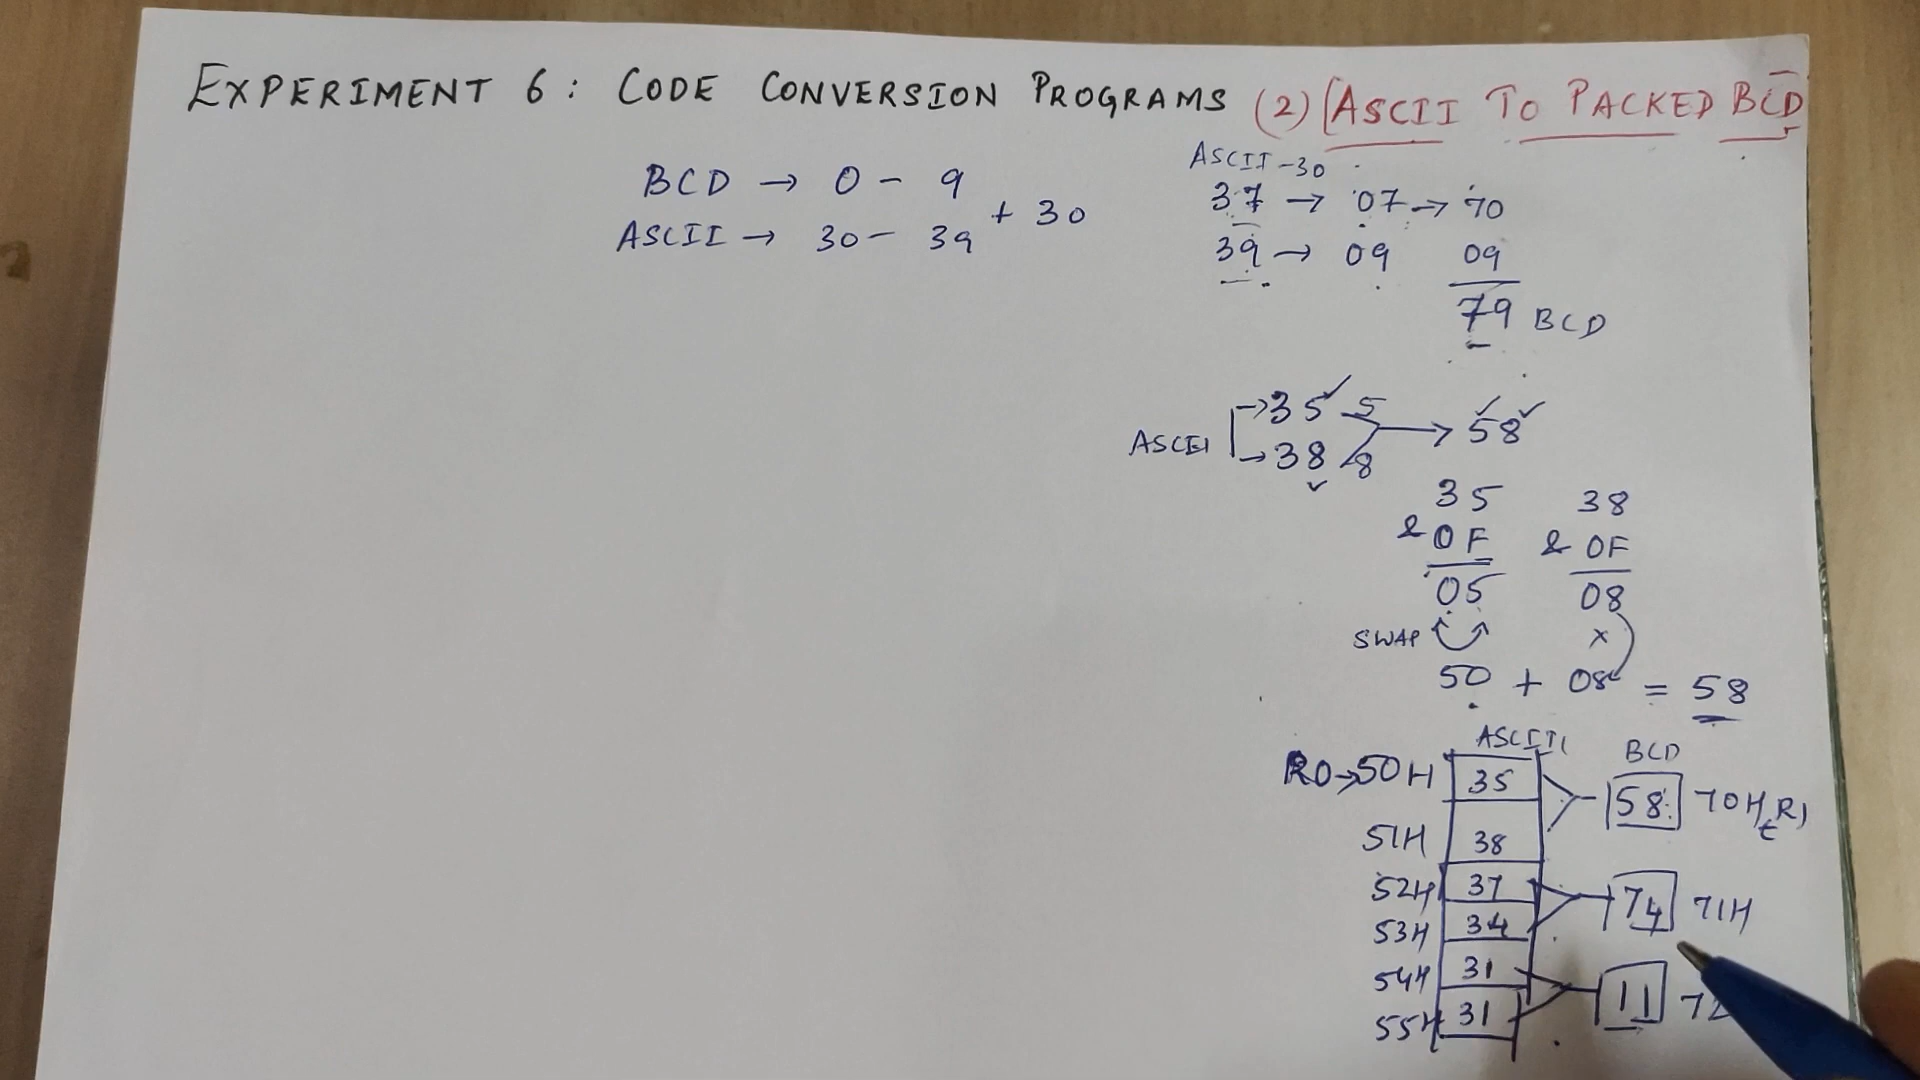 EXPERIMENT 6 : CODE CONVERSION PROGRAMS (2) [ASCII TO PACKED BCD
BCD → 0 - 9
ASCII → 30 - 39
+ 30
ASCII - 30
37 → 07 → 70
39 → 09 09
79 BCD
ASCII → 35 5 → 58
→ 38 8
35 38
& 0F & 0F
05 08
SWAP x
50 + 08 = 58
ASCII BCD
R0→50H 35 58 70H ← R1
51H 38
52H 37 74 71H
53H 34
54H 31 11
55H 31